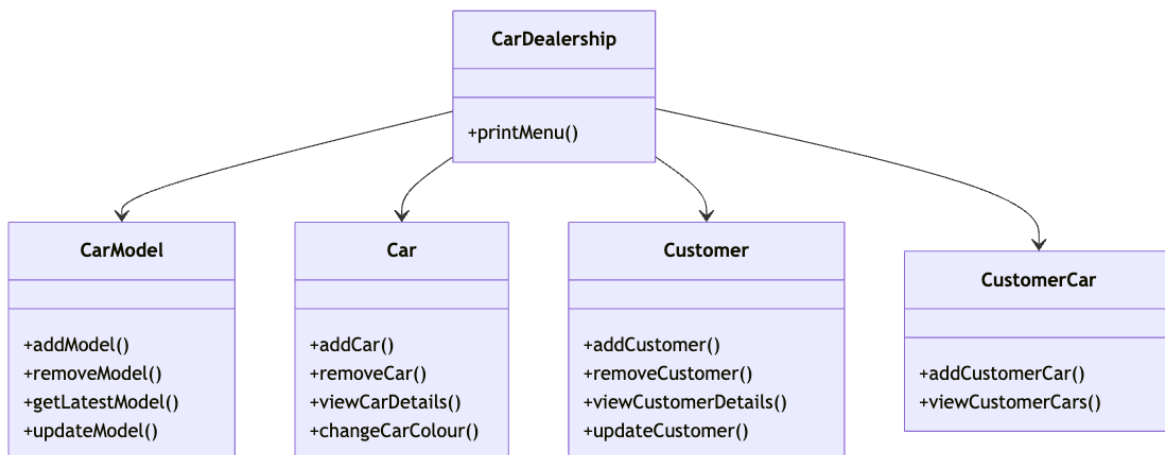 CarDealership
+printMenu()
CarModel
+addModel()
+removeModel()
+getLatestModel()
+updateModel()
Car
+addCar()
+removeCar()
+viewCarDetails()
+changeCarColour()
Customer
+addCustomer()
+removeCustomer()
+viewCustomerDetails()
+updateCustomer()
CustomerCar
+addCustomerCar()
+viewCustomerCars()